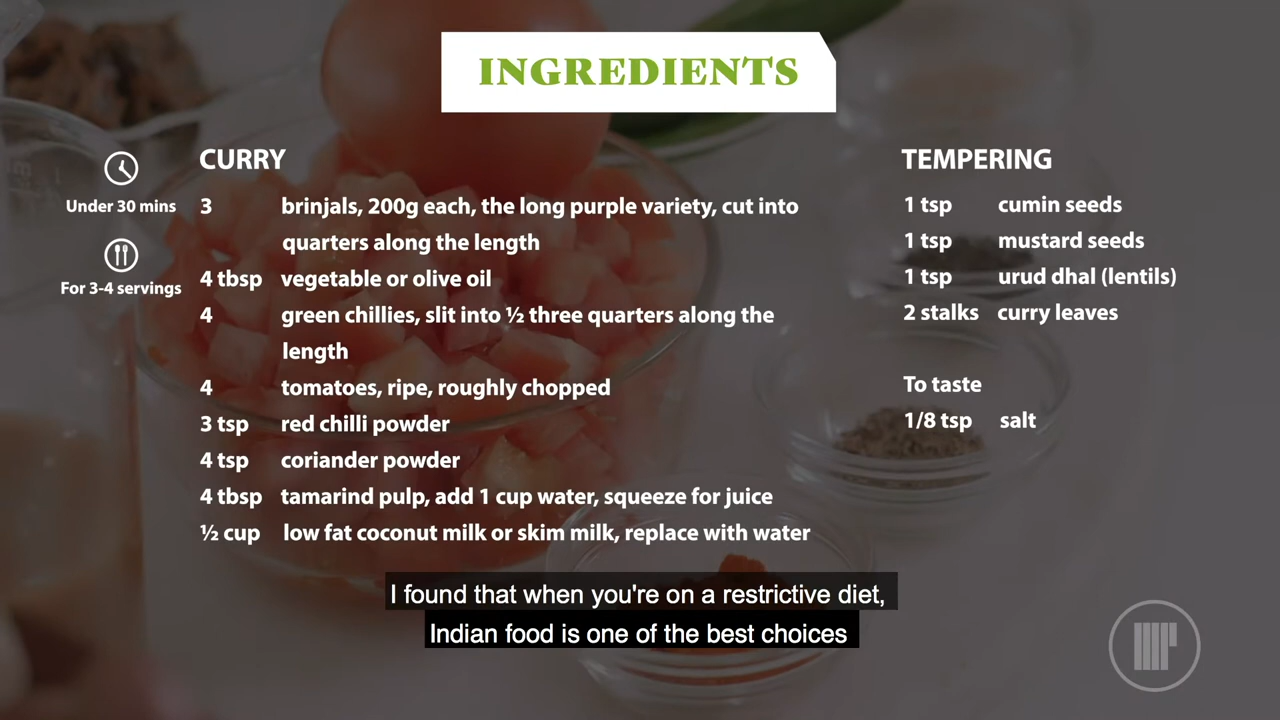 INGREDIENTS
Under 30 mins
For 3-4 servings
CURRY
3 brinjals, 200g each, the long purple variety, cut into
quarters along the length
4 tbsp vegetable or olive oil
4 green chillies, slit into ½ three quarters along the
length
4 tomatoes, ripe, roughly chopped
3 tsp red chilli powder
4 tsp coriander powder
4 tbsp tamarind pulp, add 1 cup water, squeeze for juice
½ cup low fat coconut milk or skim milk, replace with water
TEMPERING
1 tsp cumin seeds
1 tsp mustard seeds
1 tsp urud dhal (lentils)
2 stalks curry leaves
To taste
1/8 tsp salt
I found that when you're on a restrictive diet,
Indian food is one of the best choices